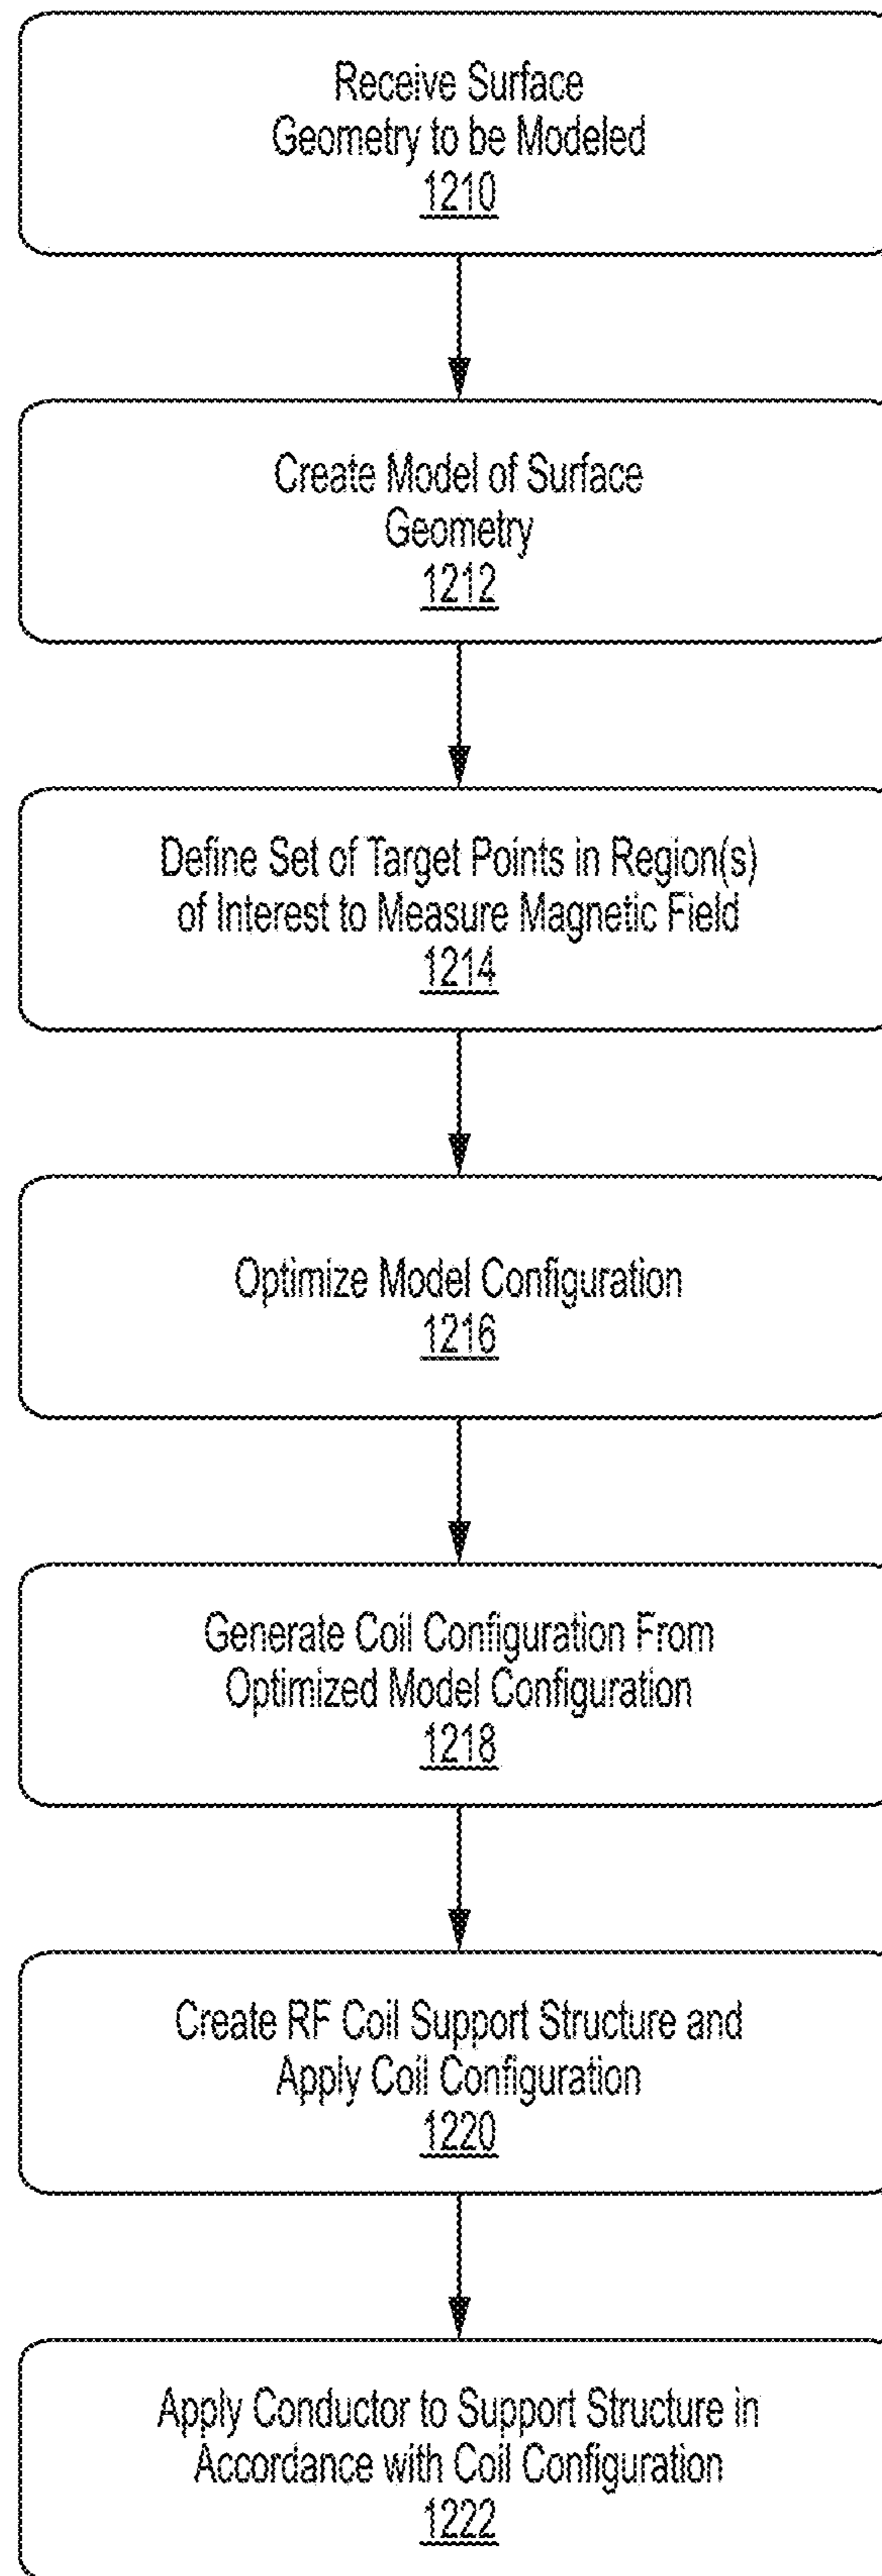 Receive Surface
Geometry to be Modeled
1210
Create Model of Surface
Geometry
1212
Define Set of Target Points in Region(s)
of Interest to Measure Magnetic Field
1214
Optimize Model Configuration
1216
Generate Coil Configuration From
Optimized Model Configuration
1218
Create RF Coil Support Structure and
Apply Coil Configuration
1220
Apply Conductor to Support Structure in
Accordance with Coil Configuration
1222